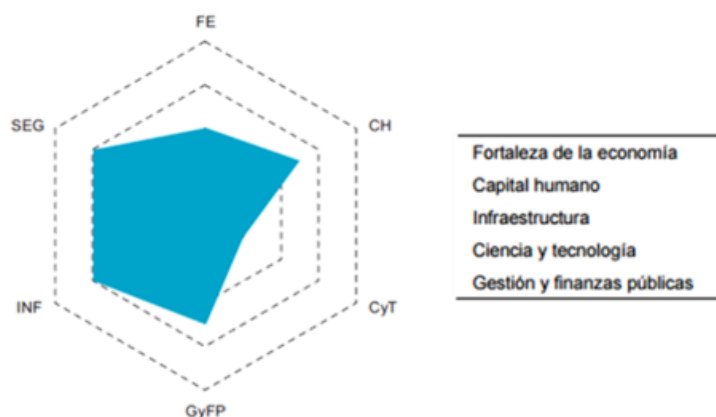 FE
SEG
CH
Fortaleza de la economía
Capital humano
Infraestructura
Ciencia y tecnología
Gestión y finanzas públicas
INF
CyT
GyFP